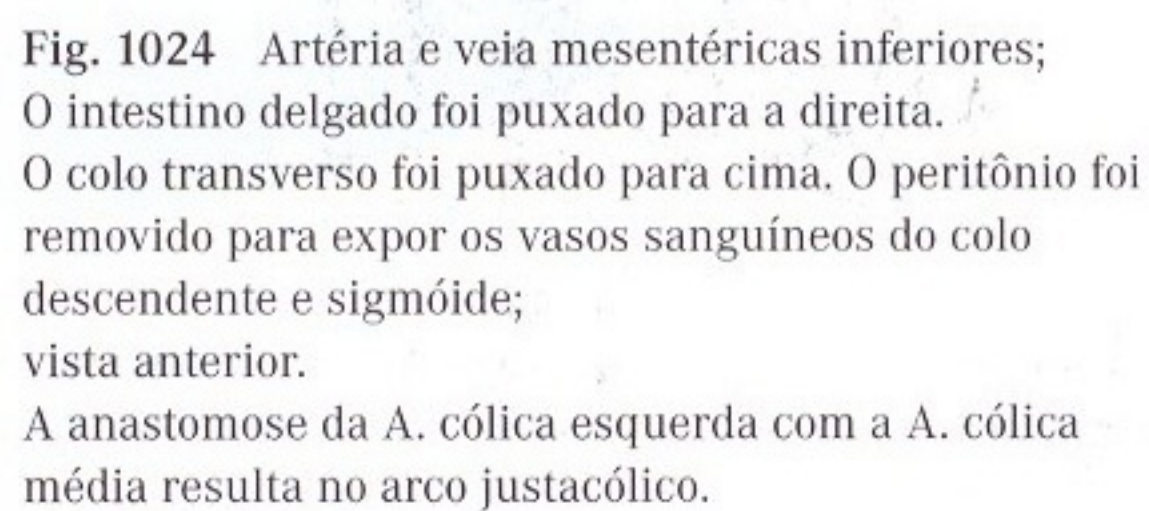 Fig. 1024 Artéria e veia mesentéricas inferiores;
O intestino delgado foi puxado para a direita.
O colo transverso foi puxado para cima. O peritônio foi
removido para expor os vasos sanguíneos do colo
descendente e sigmóide;
vista anterior.
A anastomose da A. cólica esquerda com a A. cólica
média resulta no arco justacólico.